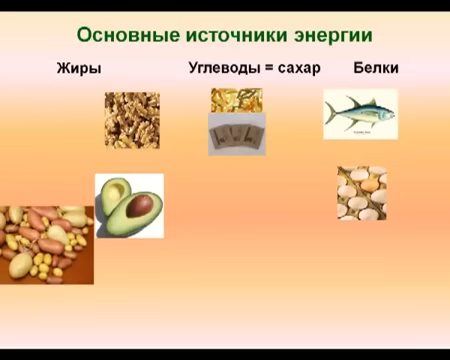 Основные источники энергии
Жиры
Углеводы = сахар
Белки